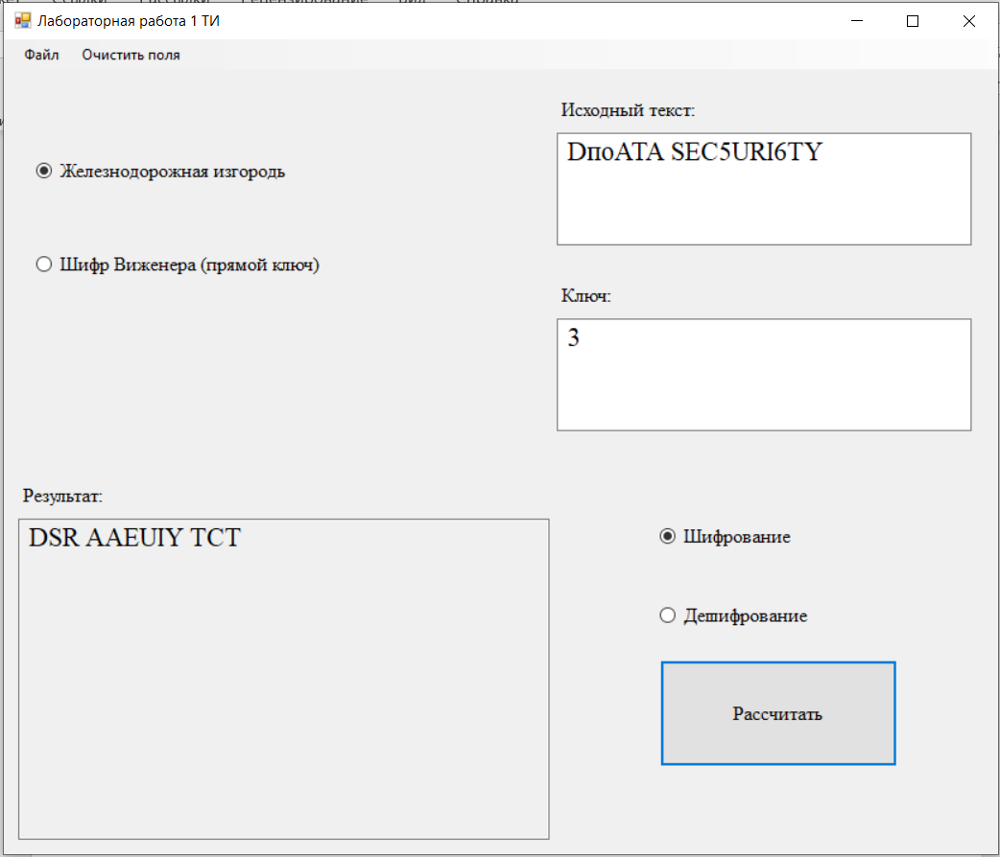 Лабораторная работа 1 ТИ
Файл Очистить поля
Исходный текст:
DпоATA SEC5URI6TY
Железнодорожная изгородь
Шифр Виженера (прямой ключ)
Ключ:
3
Результат:
DSR AAEUIY TCT
Шифрование
Дешифрование
Рассчитать